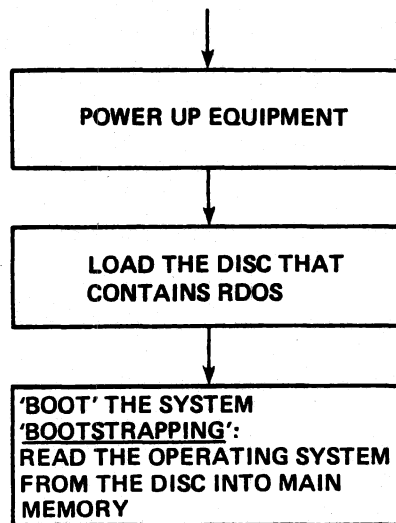 POWER UP EQUIPMENT
LOAD THE DISC THAT
CONTAINS RDOS
'BOOT' THE SYSTEM
'BOOTSTRAPPING':
READ THE OPERATING SYSTEM
FROM THE DISC INTO MAIN
MEMORY